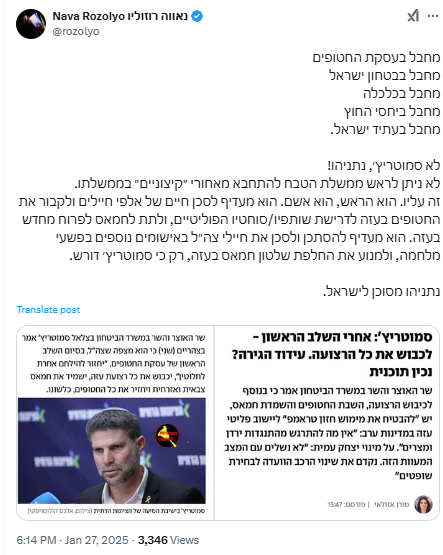 Nava Rozolyo נאווה רוזוליו
@rozolyo
מחבל בעסקת החטופים
מחבל בבטחון ישראל
מחבל בכלכלה
מחבל ביחסי החוץ
מחבל בעתיד ישראל.
לא סמוטריץ', נתניהו!
לא ניתן לראש ממשלת הטבח להתחבא מאחורי ״קיצוניים״ בממשלתו.
זה עליו. הוא הראש, הוא אשם. הוא מעדיף לסכן חיים של אלפי חיילים ולקבור את
החטופים בעזה לדרישת שותפיו/סוחטיו הפוליטיים, ולתת לחמאס לפרוח מחדש
בעזה. הוא מעדיף להסתכן ולסכן את חיילי צה״ל באישומים נוספים בפשעי
מלחמה, ולמנוע את החלפת שלטון חמאס בעזה, רק כי סמוטריץ' דורש.
נתניהו מסוכן לישראל.
Translate post
סמוטריץ': אחרי השלב הראשון –
לכבוש את כל הרצועה. עידוד הגירה?
נכין תוכנית
שר האוצר והשר במשרד הביטחון אמר כי בנוסף
לכיבוש הרצועה, השבת החטופים והשמדת חמאס,
יש "להבטיח את מימוש חזון טראמפ" ליישוב פליטי
עזה במדינות ערב: "אין מה להתרגש מהתנגדות ירדן
ומצרים". על מינוי יצחק עמית: "לא נשלים עם המצב
המעוות הזה. נקדם את שינוי הרכב הוועדה לבחירת
שופטים"
מורן אזולאי | פורסם: 15:47
שר האוצר והשר במשרד הביטחון בצלאל סמוטריץ' אמר
בצהריים (שני) כי הוא מצפה שצה"ל, בסיום השלב
הראשון של עסקת החטופים, "יחזור להילחם אחרת
לחלוטין", יכבוש את כל רצועת עזה, ישמיד את חמאס
צבאית ואזרחית ויחזיר את כל החטופים, כלשונו.
סמוטריץ' בישיבת הסיעה של הציונות הדתית (צילום: אלכס קולומויסקי)
6:14 PM · Jan 27, 2025 · 3,346 Views